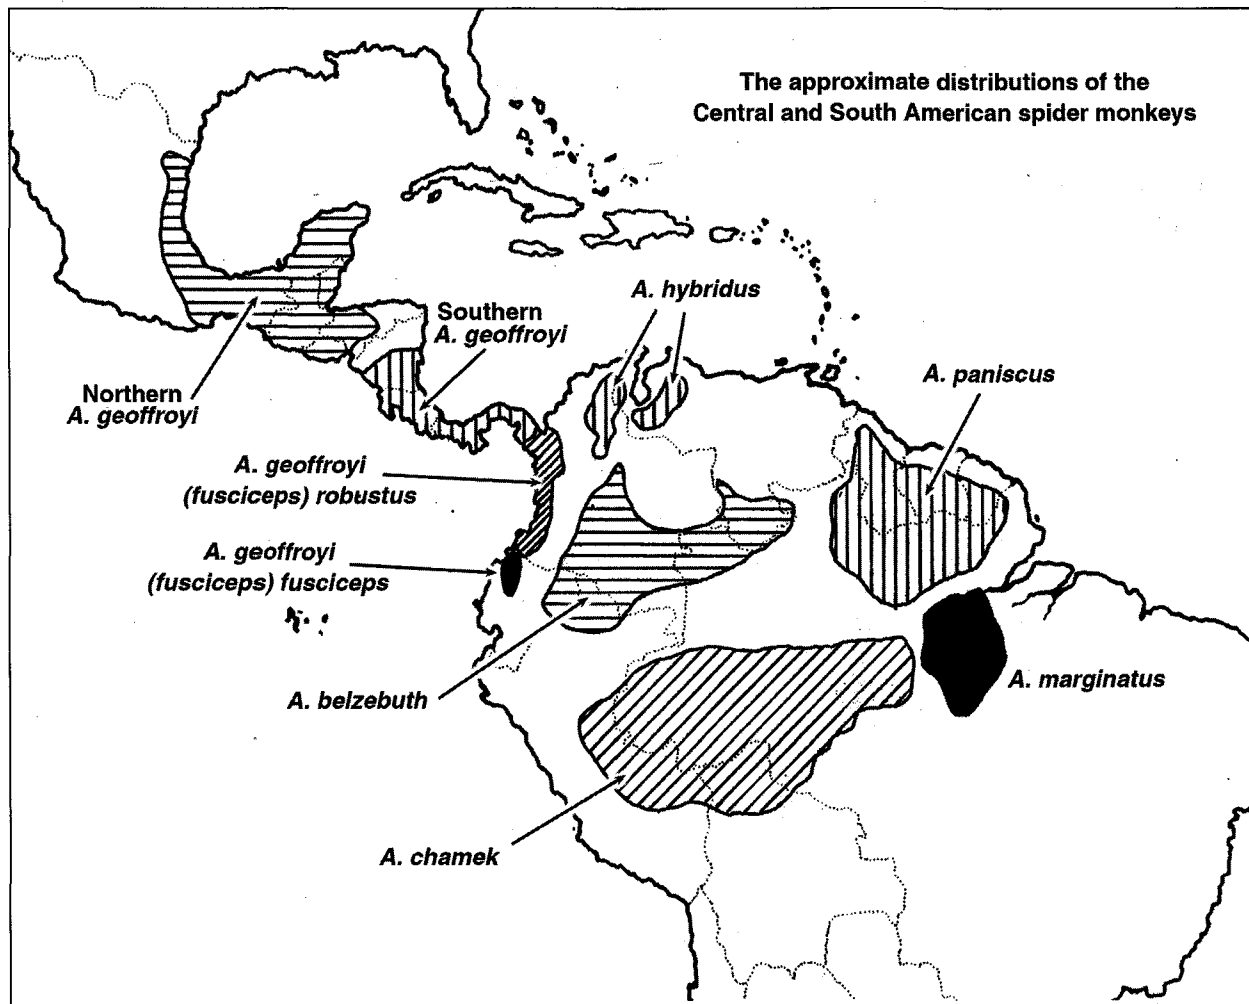 The approximate distributions of the
Central and South American spider monkeys
A. hybridus
Southern
A. geoffroyi
A. paniscus
Northern
A. geoffroyi
A. geoffroyi
(fusciceps) robustus
A. geoffroyi
(fusciceps) fusciceps
A. belzebuth
A. marginatus
A. chamek